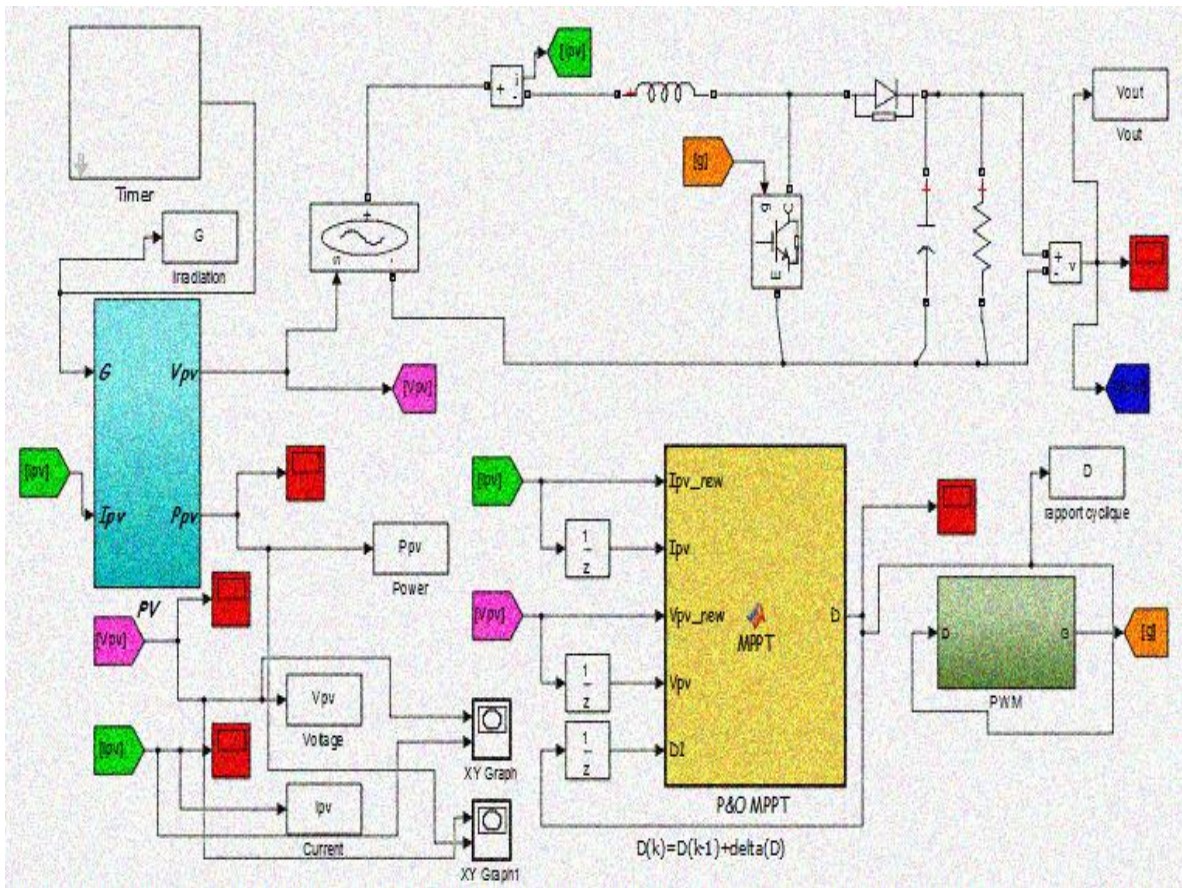 [Ipv]
i
+
-
Vout
Vout
[g]
Timer
G
Irradiation
g
C
E
+
s
-
+
-
v
G
Vpv
[Vpv]
[Ipv]
Ipv
Ppv
PV
Ppv
Power
[Vpv]
Vpv
Voltage
[Ipv]
Ipv
Current
XY Graph
XY Graph1
[Ipv]
Ipv_new
1
z
Ipv
[Vpv]
Vpv_new
D
MPPT
1
z
Vpv
1
z
DI
P&O MPPT
D(k)=D(k-1)+delta(D)
D
rapport cyclique
D
G
[g]
PWM